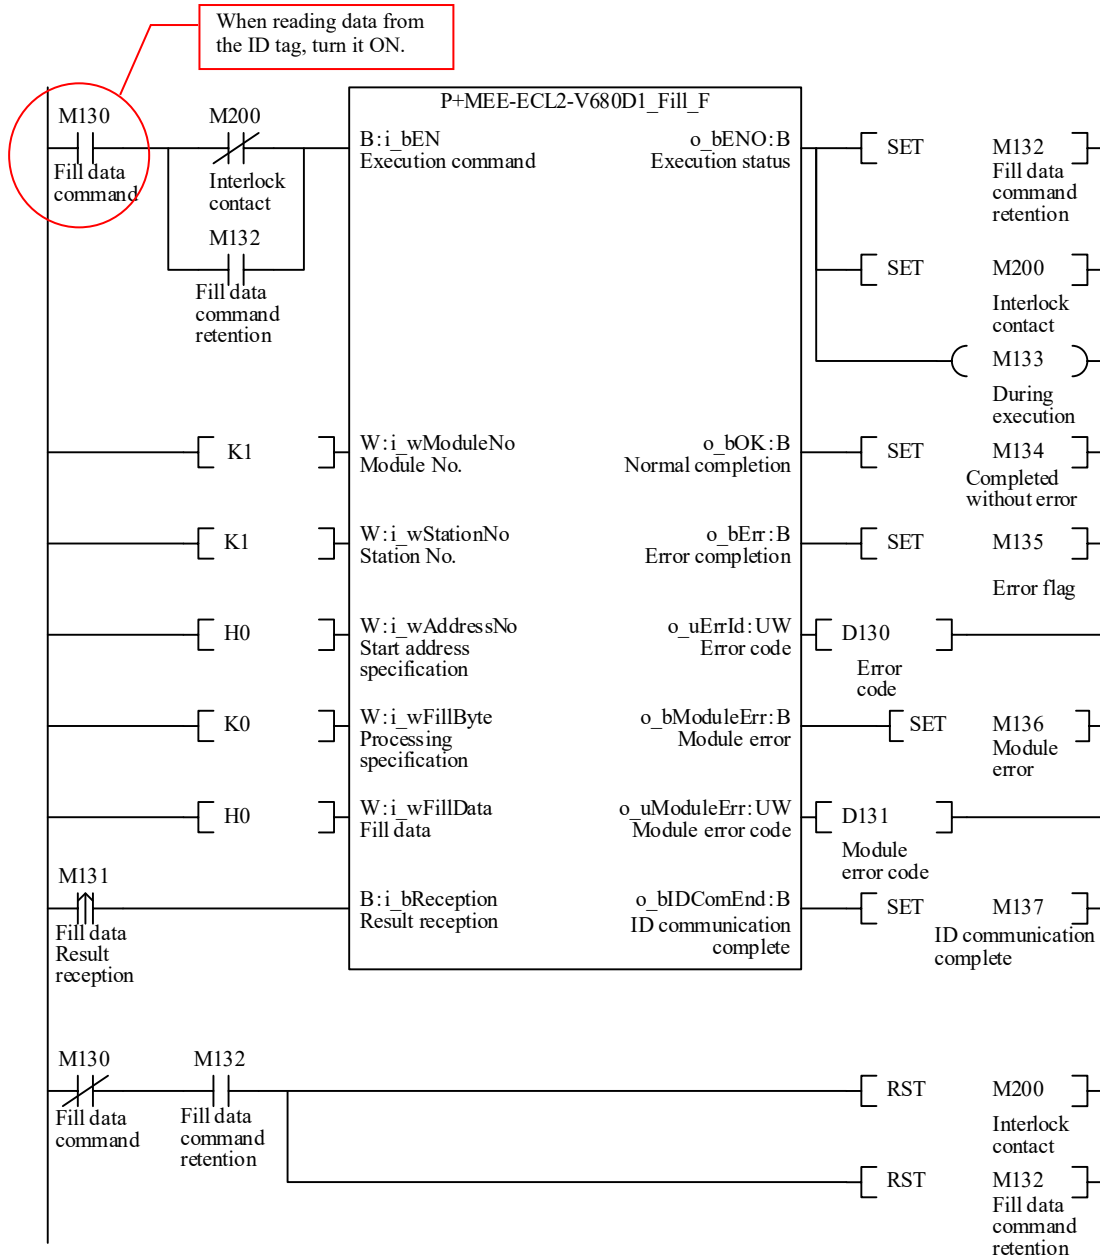 When reading data from
the ID tag, turn it ON.
P+MEE-ECL2-V680D1_Fill_F
M130
Fill data
command
M200
Interlock
contact
M132
Fill data
command
retention
B:i_bEN
Execution command
o_bENO:B
Execution status
SET M132
Fill data
command
retention
SET M200
Interlock
contact
M133
During
execution
K1
W:i_wModuleNo
Module No.
o_bOK:B
Normal completion
SET M134
Completed
without error
K1
W:i_wStationNo
Station No.
o_bErr:B
Error completion
SET M135
Error flag
H0
W:i_wAddressNo
Start address
specification
o_uErrId:UW
Error code
D130
Error
code
K0
W:i_wFillByte
Processing
specification
o_bModuleErr:B
Module error
SET M136
Module
error
H0
W:i_wFillData
Fill data
o_uModuleErr:UW
Module error code
D131
Module
error code
M131
Fill data
Result
reception
B:i_bReception
Result reception
o_bIDComEnd:B
ID communication
complete
SET M137
ID communication
complete
M130
Fill data
command
M132
Fill data
command
retention
RST M200
Interlock
contact
RST M132
Fill data
command
retention